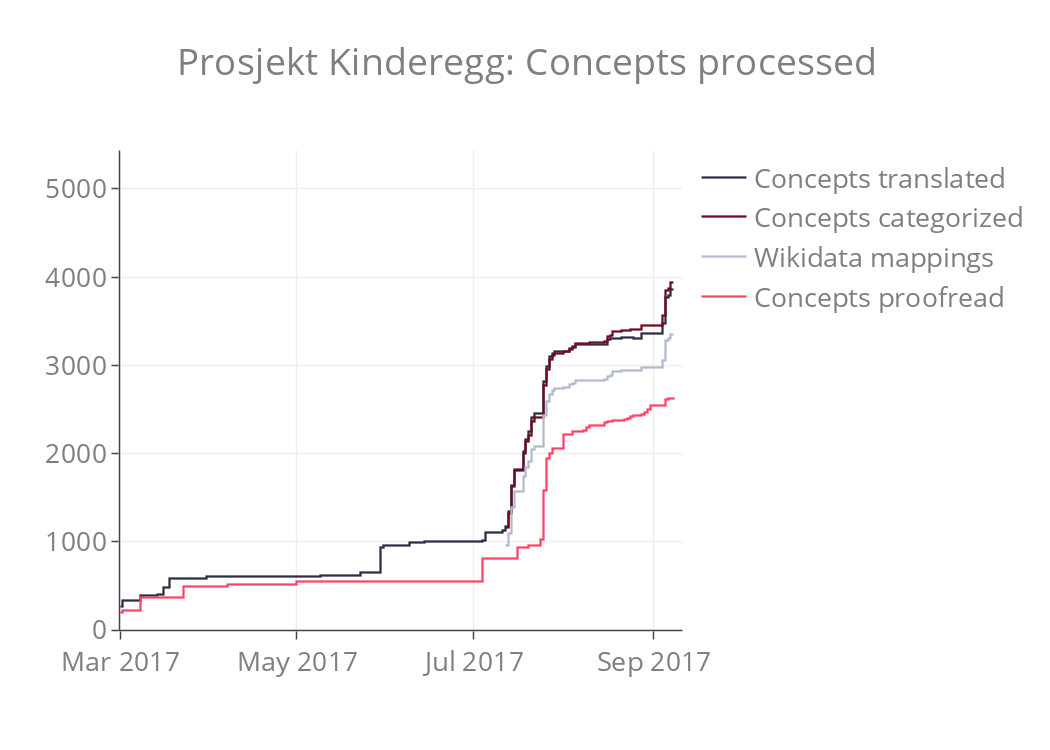 Prosjekt Kinderegg: Concepts processed
5000
4000
3000
2000
1000
0
Mar 2017
May 2017
Jul 2017
Sep 2017
Concepts translated
Concepts categorized
Wikidata mappings
Concepts proofread